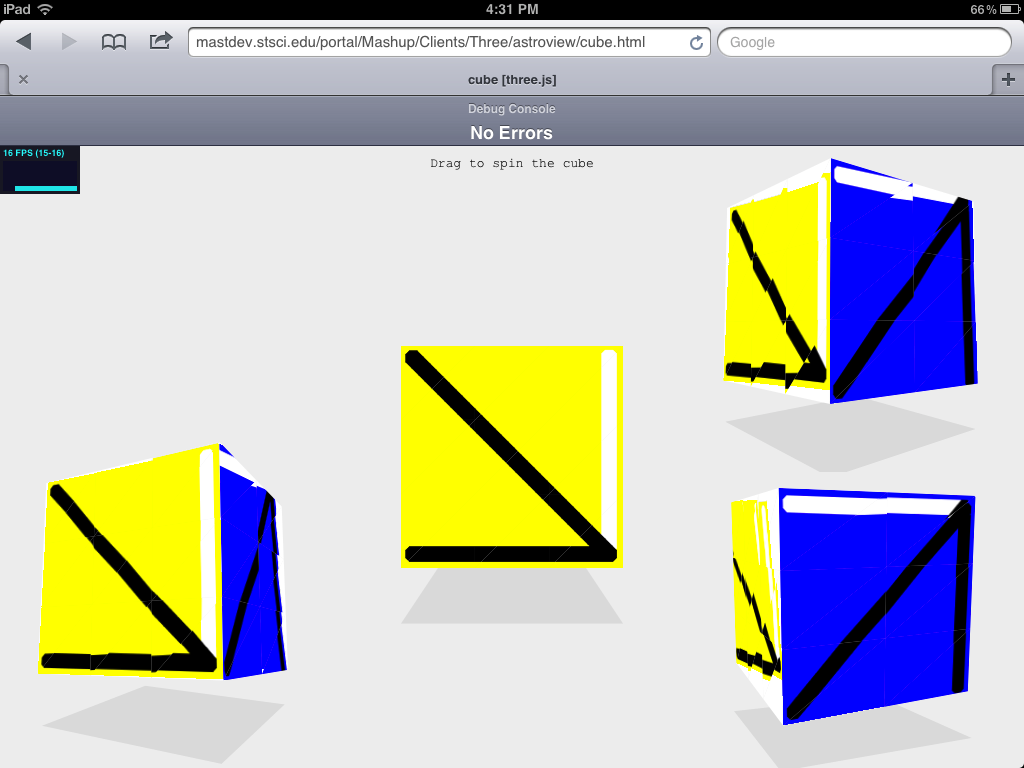 iPad 4:31 PM 66%
mastdev.stsci.edu/portal/Mashup/Clients/Three/astroview/cube.html Google
cube [three.js]
Debug Console
No Errors
16 FPS (15-16)
Drag to spin the cube